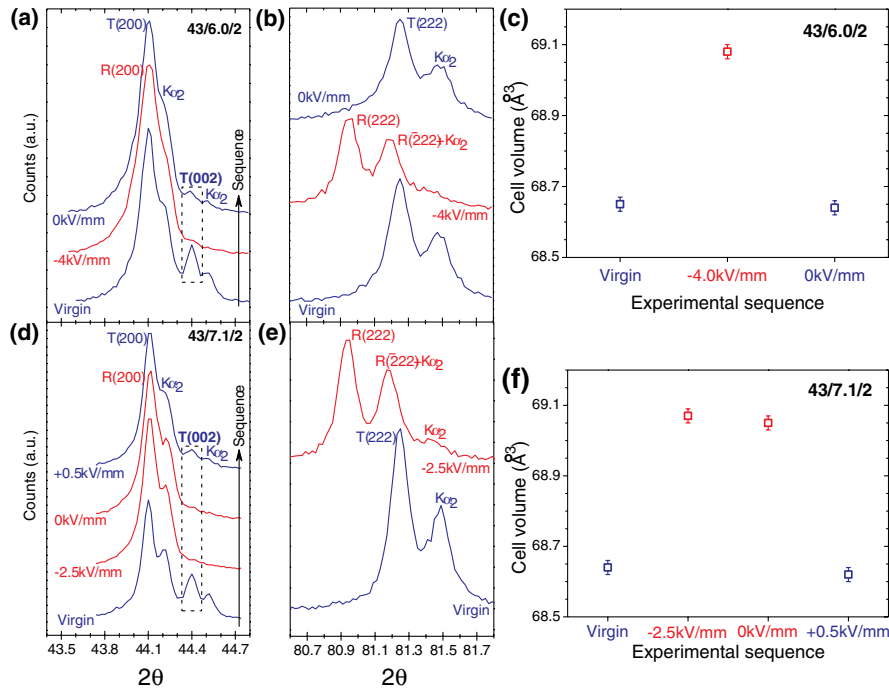 (a)
T(200)
43/6.0/2
R(200)
Kα2
T(002)
Kα2
Sequence
0kV/mm
-4kV/mm
Virgin
Counts (a.u.)
(b)
T(222)
Kα2
0kV/mm
R(222)
R(2̄22)+Kα2
-4kV/mm
Virgin
(c)
43/6.0/2
69.1
68.7
68.5
Cell volume (Å³)
Virgin
-4.0kV/mm
0kV/mm
Experimental sequence
(d)
43/7.1/2
T(200)
R(200)
Kα2
T(002)
Kα2
Sequence
+0.5kV/mm
0kV/mm
-2.5kV/mm
Virgin
Counts (a.u.)
43.5 43.8 44.1 44.4 44.7
2θ
(e)
R(222)
R(2̄22)+Kα2
Kα2
-2.5kV/mm
T(222)
Kα2
Virgin
80.7 80.9 81.1 81.3 81.5 81.7
2θ
(f)
43/7.1/2
69.1
68.7
68.5
Cell volume (Å³)
Virgin
-2.5kV/mm
0kV/mm
+0.5kV/mm
Experimental sequence